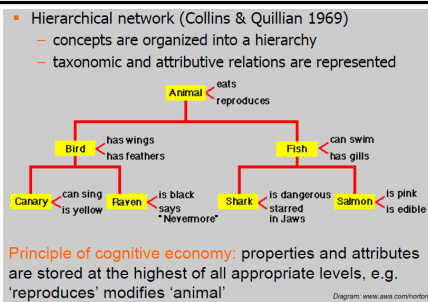 Hierarchical network (Collins & Quillian 1969)
– concepts are organized into a hierarchy
– taxonomic and attributive relations are represented
Animal
eats
reproduces
Bird
has wings
has feathers
Fish
can swim
has gills
Canary
can sing
is yellow
Raven
is black
says
"Nevermore"
Shark
is dangerous
starred
in Jaws
Salmon
is pink
is edible
Principle of cognitive economy: properties and attributes
are stored at the highest of all appropriate levels, e.g.
‘reproduces’ modifies ‘animal’
Diagram: www.awa.com/norton